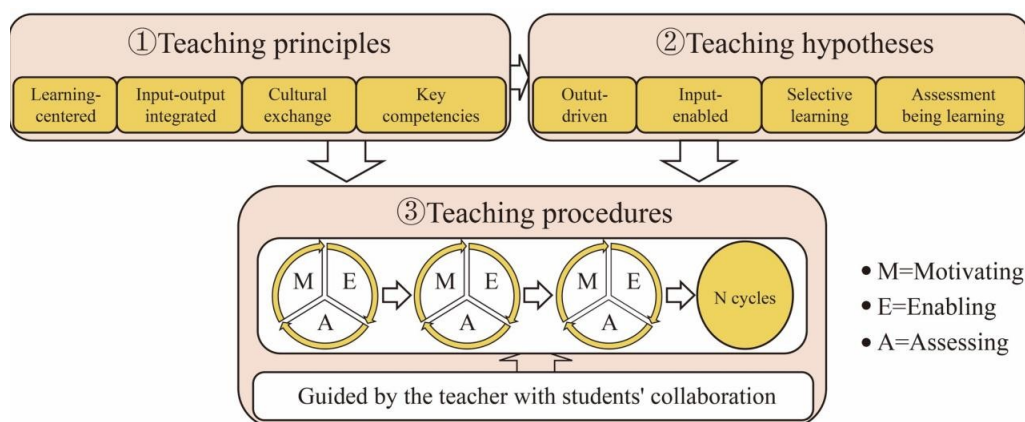 ①Teaching principles
Learning-
centered
Input-output
integrated
Cultural
exchange
Key
competencies
②Teaching hypotheses
Outut-
driven
Input-
enabled
Selective
learning
Assessment
being learning
③Teaching procedures
M E
A
M E
A
M E
A
N cycles
Guided by the teacher with students' collaboration
● M=Motivating
● E=Enabling
● A=Assessing